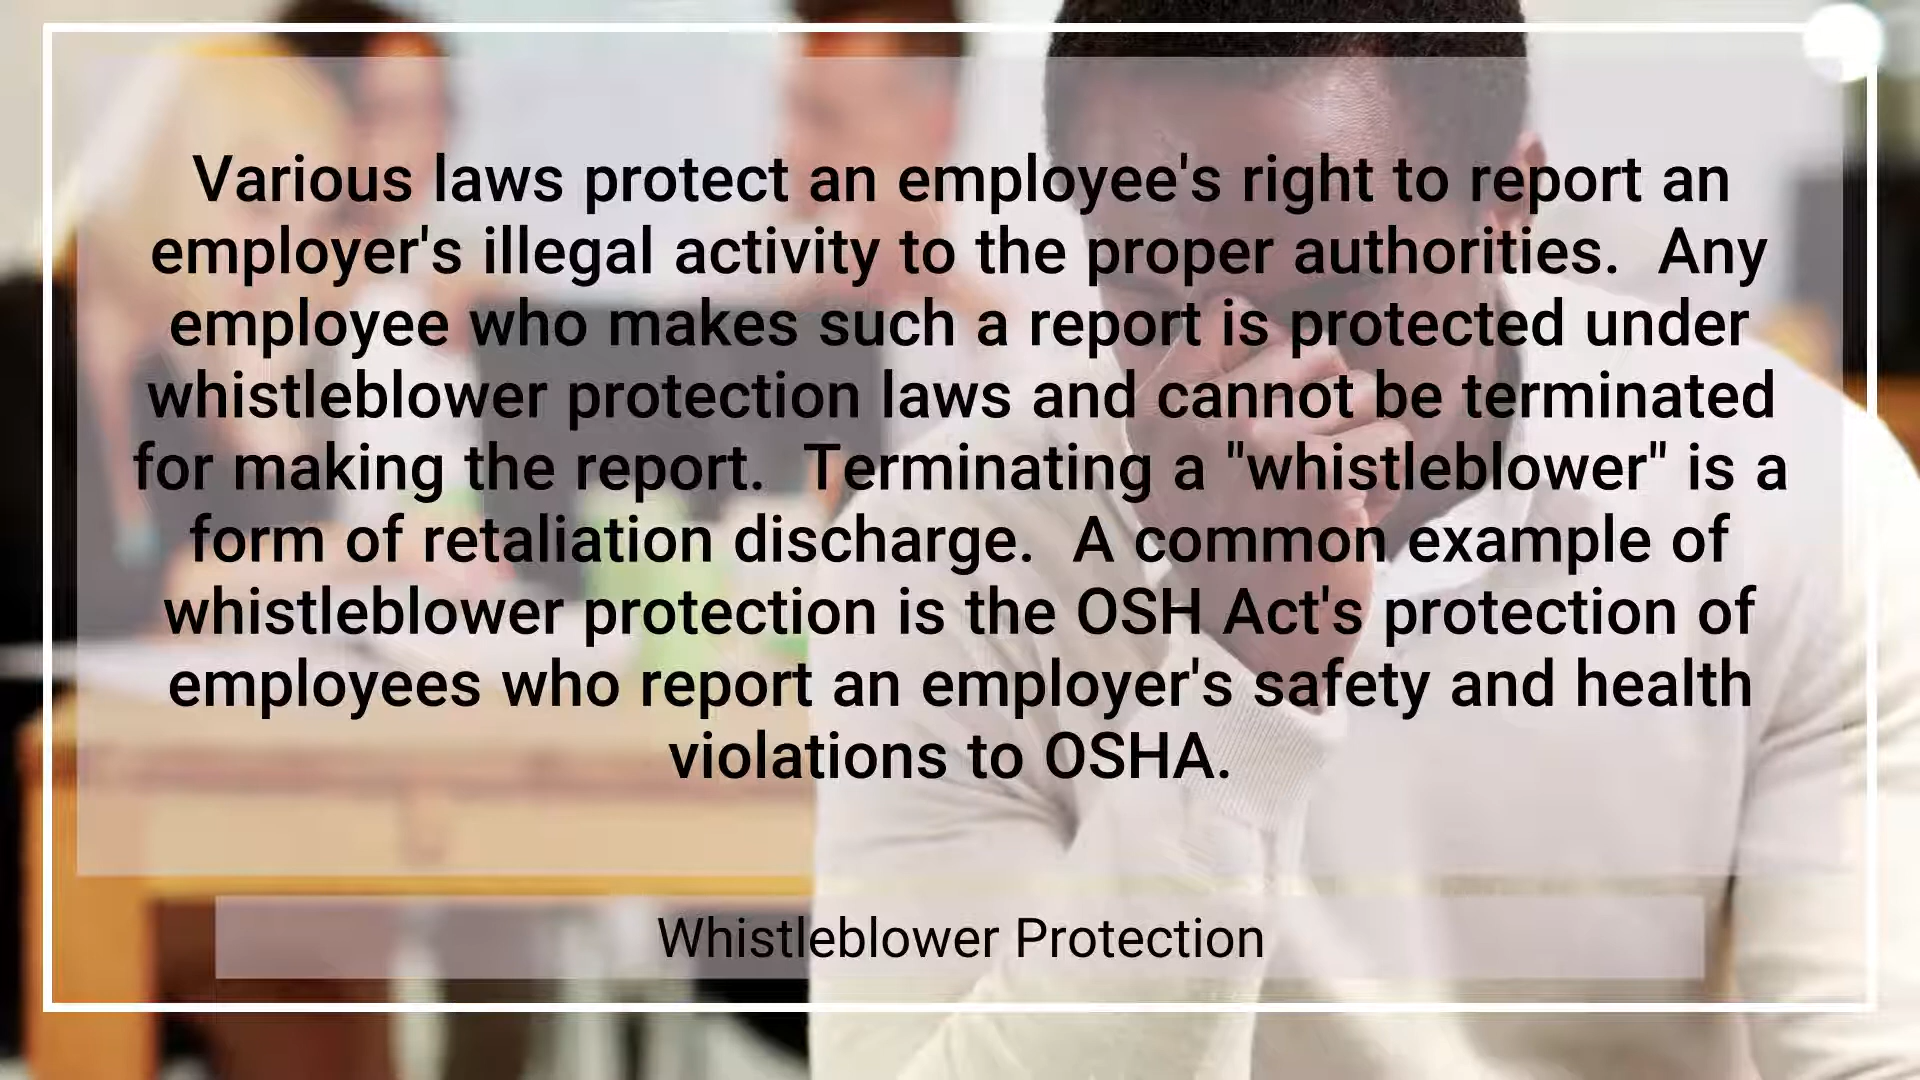 Various laws protect an employee's right to report an
employer's illegal activity to the proper authorities.  Any
employee who makes such a report is protected under
whistleblower protection laws and cannot be terminated
for making the report.  Terminating a "whistleblower" is a
form of retaliation discharge.  A common example of
whistleblower protection is the OSH Act's protection of
employees who report an employer's safety and health
violations to OSHA.
Whistleblower Protection